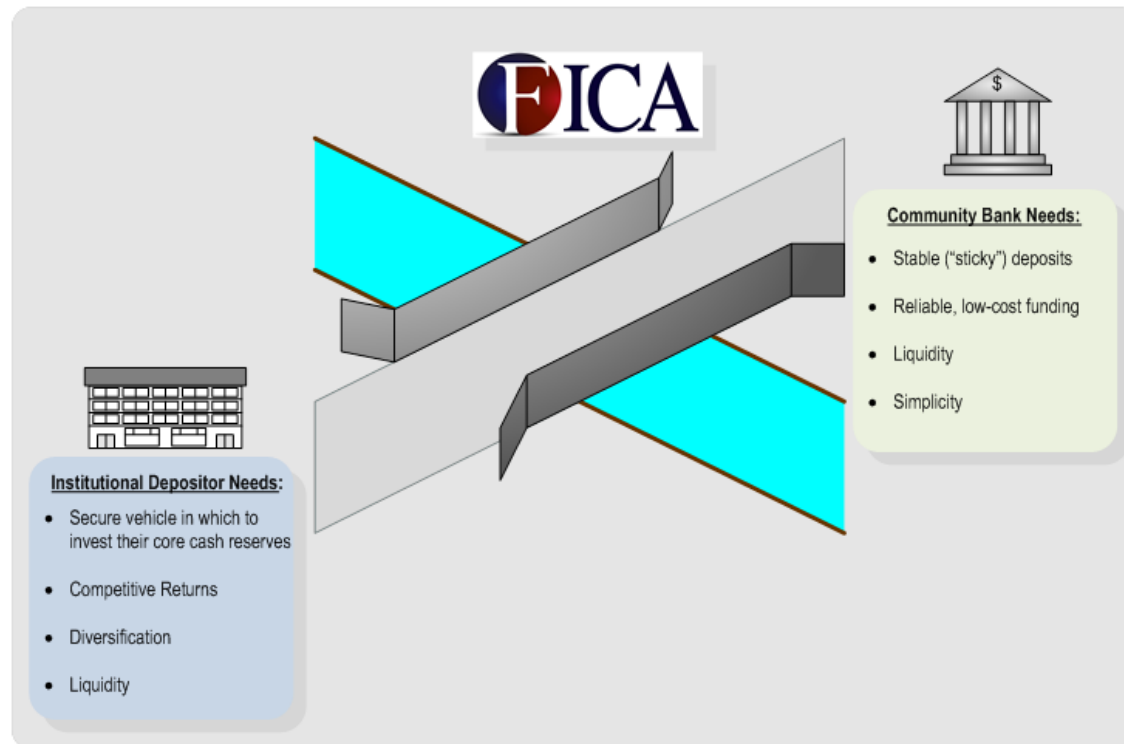 FICA
$
Community Bank Needs:
• Stable (“sticky”) deposits
• Reliable, low-cost funding
• Liquidity
• Simplicity
Institutional Depositor Needs:
• Secure vehicle in which to
invest their core cash reserves
• Competitive Returns
• Diversification
• Liquidity